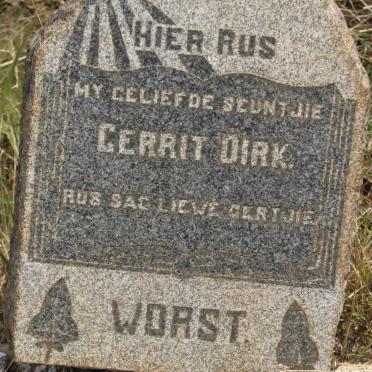 HIER RUS
MY GELIEFDE SEUNTJIE
GERRIT DIRK.
RUS SAG LIEWE GERTJIE
WORST.